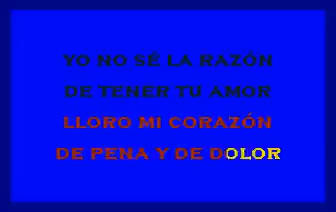 YO NO SÉ LA RAZÓN
DE TENER TU AMOR
LLORO MI CORAZÓN
DE PENA Y DE DOLOR